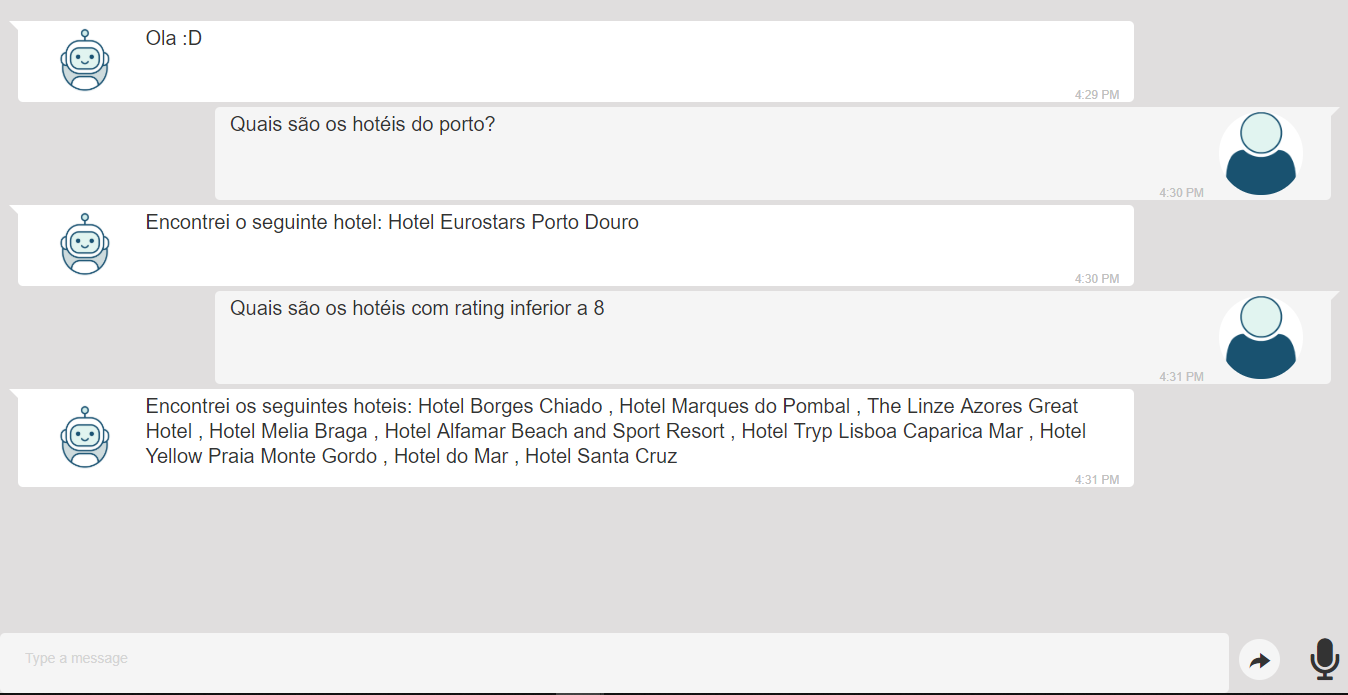 Ola :D
4:29 PM
Quais são os hotéis do porto?
4:30 PM
Encontrei o seguinte hotel: Hotel Eurostars Porto Douro
4:30 PM
Quais são os hotéis com rating inferior a 8
4:31 PM
Encontrei os seguintes hoteis: Hotel Borges Chiado , Hotel Marques do Pombal , The Linze Azores Great
Hotel , Hotel Melia Braga , Hotel Alfamar Beach and Sport Resort , Hotel Tryp Lisboa Caparica Mar , Hotel
Yellow Praia Monte Gordo , Hotel do Mar , Hotel Santa Cruz
4:31 PM
Type a message